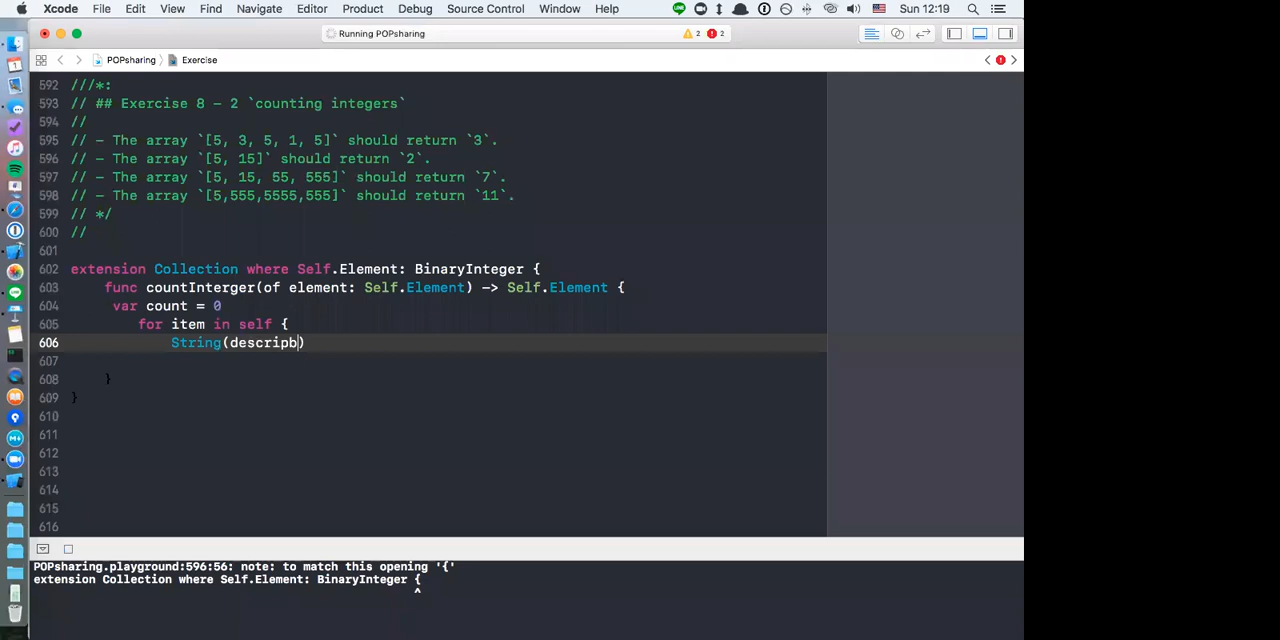 Xcode File Edit View Find Navigate Editor Product Debug Source Control Window Help Sun 12:19
Running POPsharing 2 2
POPsharing Exercise
592 ///*:
593 // ## Exercise 8 - 2 `counting integers`
594 //
595 // - The array `[5, 3, 5, 1, 5]` should return `3`.
596 // - The array `[5, 15]` should return `2`.
597 // - The array `[5, 15, 55, 555]` should return `7`.
598 // - The array `[5,555,5555,555]` should return `11`.
599 // */
600 //
601
602 extension Collection where Self.Element: BinaryInteger {
603 func countInterger(of element: Self.Element) -> Self.Element {
604 var count = 0
605 for item in self {
606 String(descripb)
607
608 }
609 }
610
611
612
613
614
615
616
POPsharing.playground:596:56: note: to match this opening '{'
extension Collection where Self.Element: BinaryInteger {
^